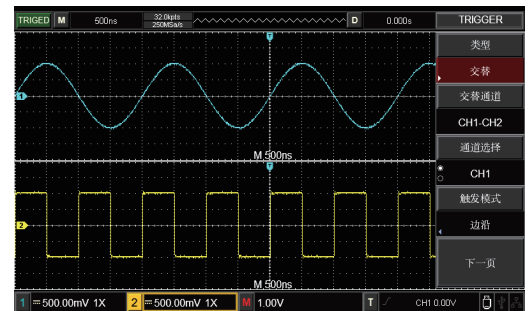 TRIGED M 500ns 32.0kpts D 0.000s TRIGGER
250MSa/s
T
类型
交替
1
交替通道
CH1-CH2
通道选择
M 500ns
T
CH1
触发模式
2
边沿
下一页
M 500ns
1 500.00mV 1X 2 500.00mV 1X M 1.00V T CH1 0.00V